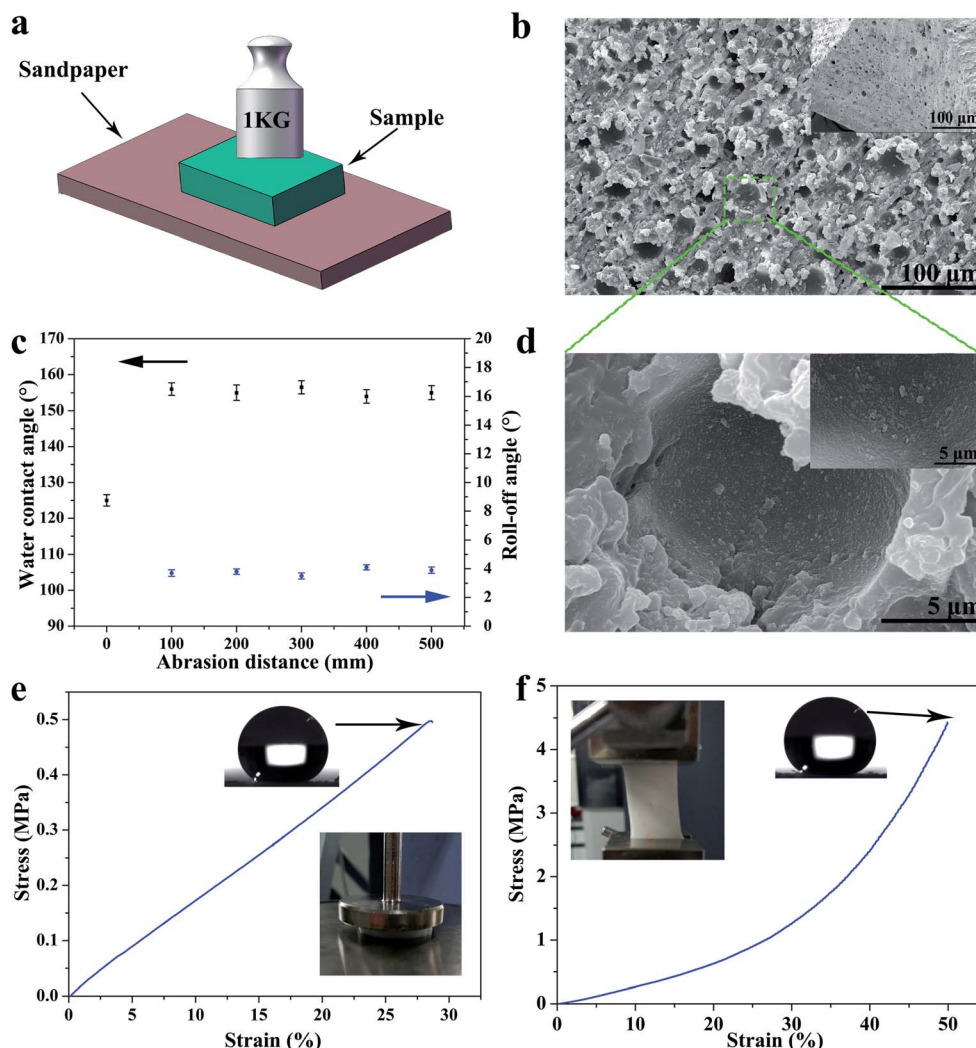 a
Sandpaper
1KG
Sample
b
100 μm
100 μm
c
170
160
150
140
130
120
110
100
90
Water contact angle (°)
20
18
16
14
12
10
8
6
4
2
0
Roll-off angle (°)
0 100 200 300 400 500
Abrasion distance (mm)
d
5 μm
5 μm
e
0.5
0.4
0.3
0.2
0.1
0.0
Stress (MPa)
0 5 10 15 20 25 30
Strain (%)
f
5
4
3
2
1
0
Stress (MPa)
0 10 20 30 40 50
Strain (%)